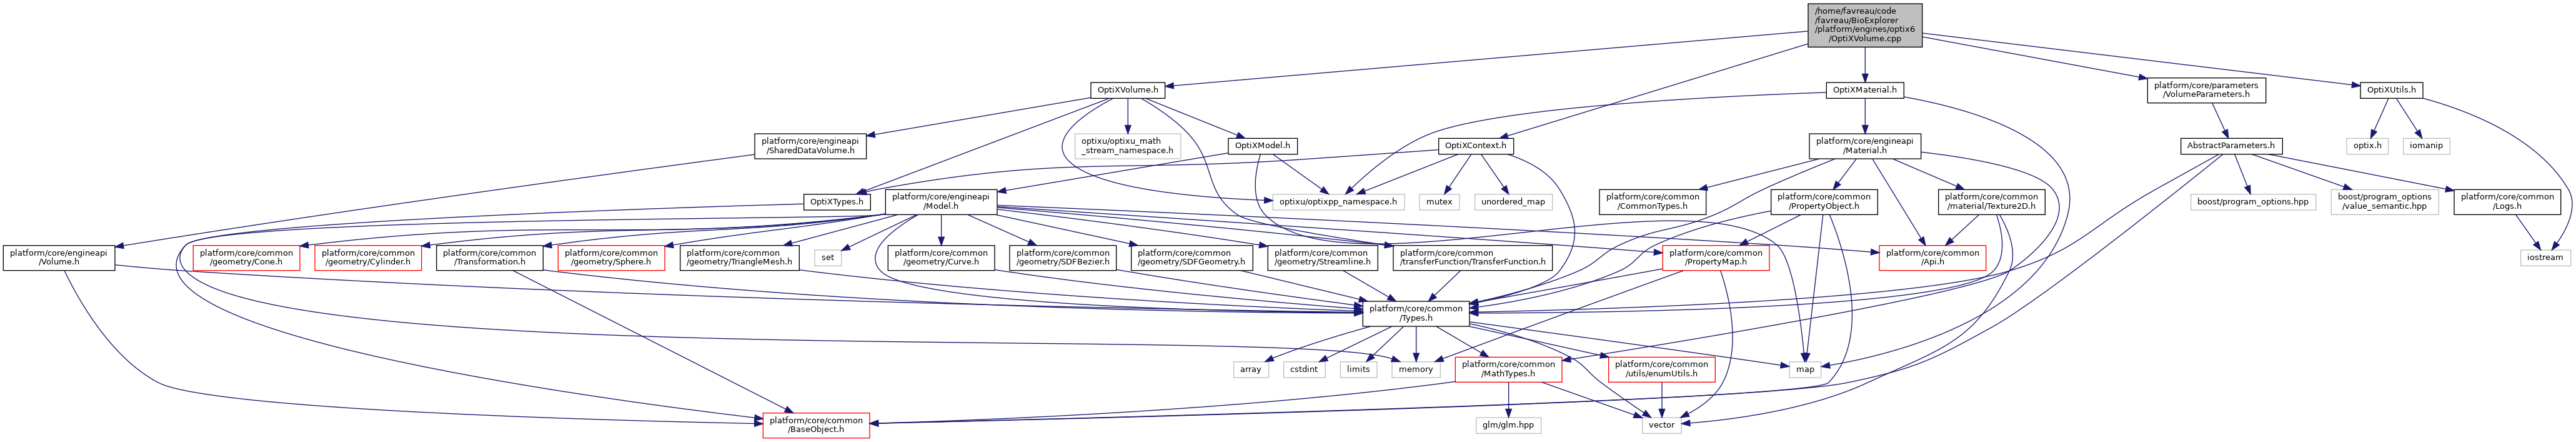 /home/favreau/code
/favreau/BioExplorer
/platform/engines/optix6
/OptiXVolume.cpp
OptiXVolume.h
OptiXMaterial.h
platform/core/parameters
/VolumeParameters.h
OptiXUtils.h
platform/core/engineapi
/SharedDataVolume.h
optixu/optixu_math
_stream_namespace.h
OptiXModel.h
OptiXContext.h
platform/core/engineapi
/Material.h
AbstractParameters.h
optix.h
iomanip
OptiXTypes.h
platform/core/engineapi
/Model.h
optixu/optixpp_namespace.h
mutex
unordered_map
platform/core/common
/CommonTypes.h
platform/core/common
/PropertyObject.h
platform/core/common
/material/Texture2D.h
boost/program_options.hpp
boost/program_options
/value_semantic.hpp
platform/core/common
/Logs.h
platform/core/engineapi
/Volume.h
platform/core/common
/geometry/Cone.h
platform/core/common
/geometry/Cylinder.h
platform/core/common
/Transformation.h
platform/core/common
/geometry/Sphere.h
platform/core/common
/geometry/TriangleMesh.h
set
platform/core/common
/geometry/Curve.h
platform/core/common
/geometry/SDFBezier.h
platform/core/common
/geometry/SDFGeometry.h
platform/core/common
/geometry/Streamline.h
platform/core/common
/transferFunction/TransferFunction.h
platform/core/common
/PropertyMap.h
platform/core/common
/Api.h
iostream
platform/core/common
/Types.h
array
cstdint
limits
memory
platform/core/common
/MathTypes.h
platform/core/common
/utils/enumUtils.h
map
platform/core/common
/BaseObject.h
glm/glm.hpp
vector